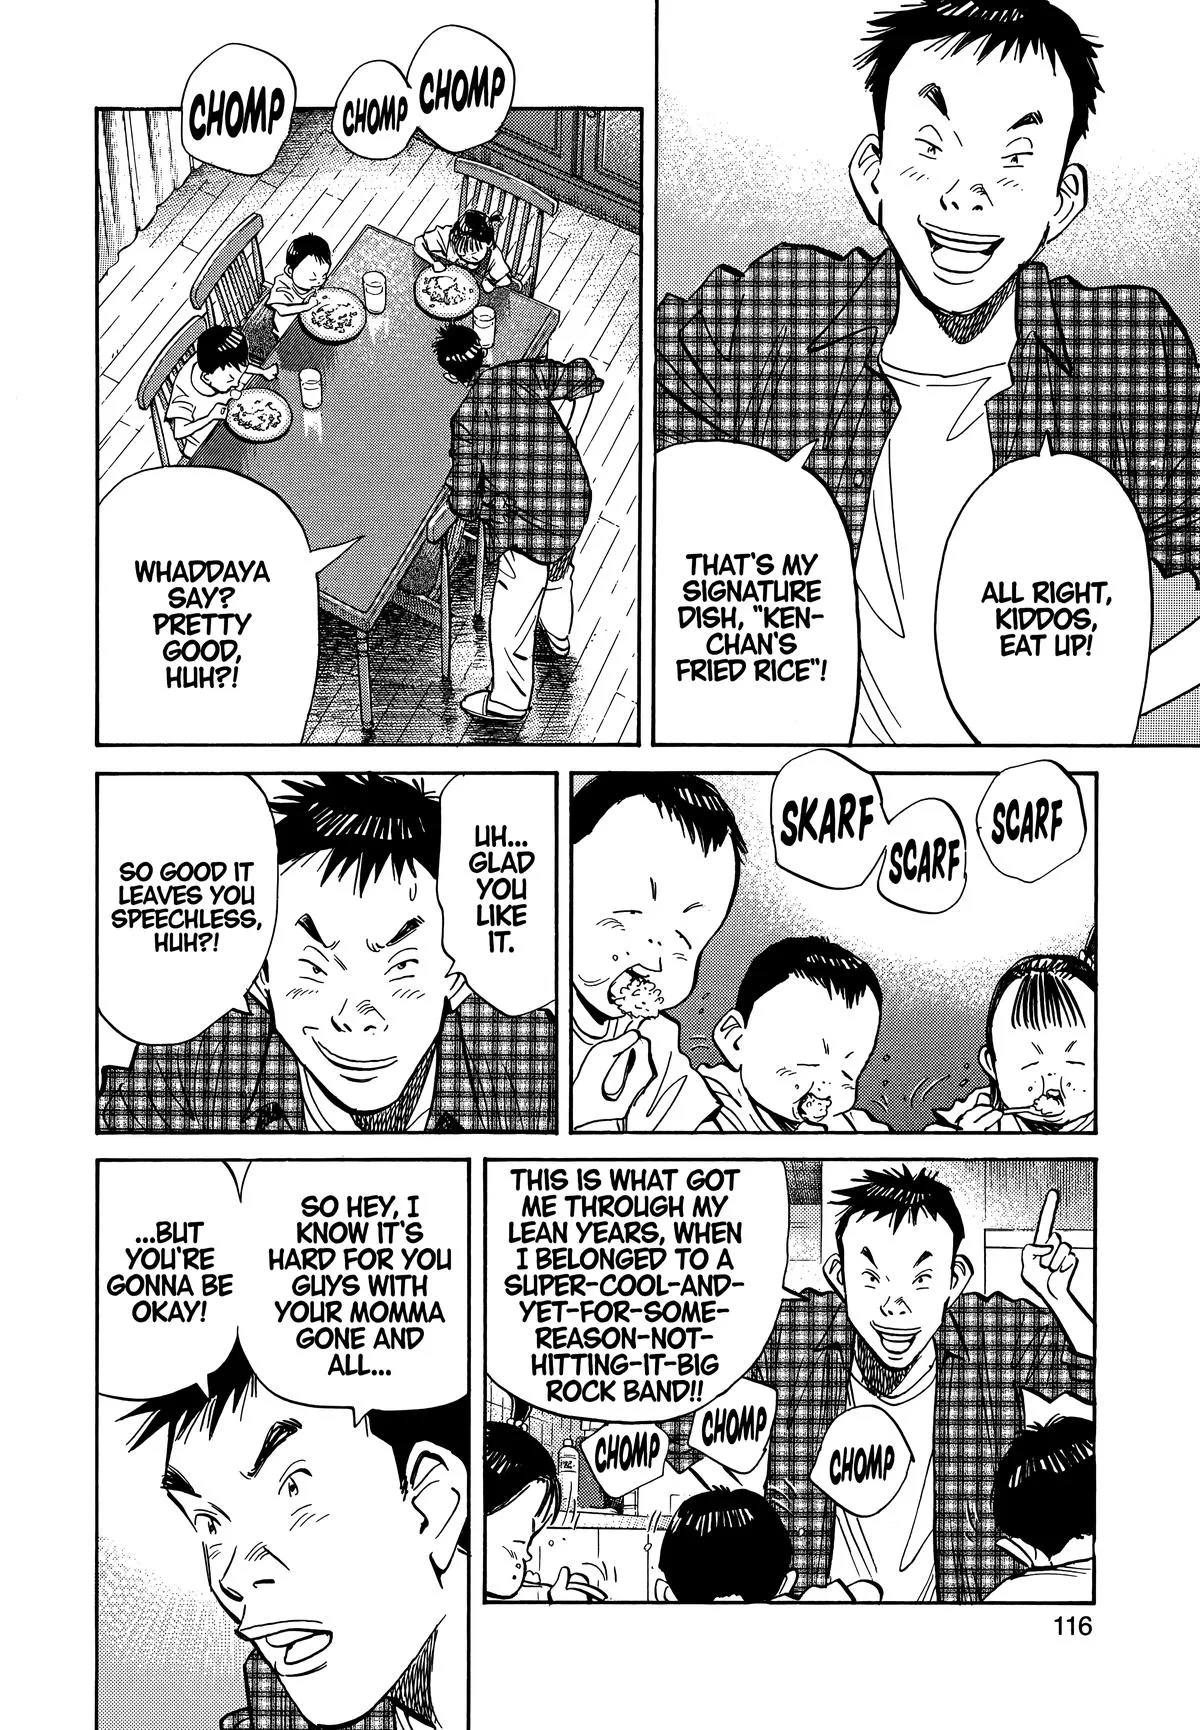 ALL RIGHT,
KIDDOS,
EAT UP!
THAT'S MY
SIGNATURE
DISH, "KEN-
CHAN'S
FRIED RICE"!
CHOMP
CHOMP
CHOMP
WHADDAYA
SAY?
PRETTY
GOOD,
HUH?!
SCARF
SCARF
SKARF
UH...
GLAD
YOU
LIKE
IT.
SO GOOD IT
LEAVES YOU
SPEECHLESS,
HUH?!
THIS IS WHAT GOT
ME THROUGH MY
LEAN YEARS, WHEN
I BELONGED TO A
SUPER-COOL-AND-
YET-FOR-SOME-
REASON-NOT-
HITTING-IT-BIG
ROCK BAND!!
CHOMP
CHOMP
CHOMP
SO HEY, I
KNOW IT'S
HARD FOR YOU
GUYS WITH
YOUR MOMMA
GONE AND
ALL...
...BUT
YOU'RE
GONNA BE
OKAY!
116